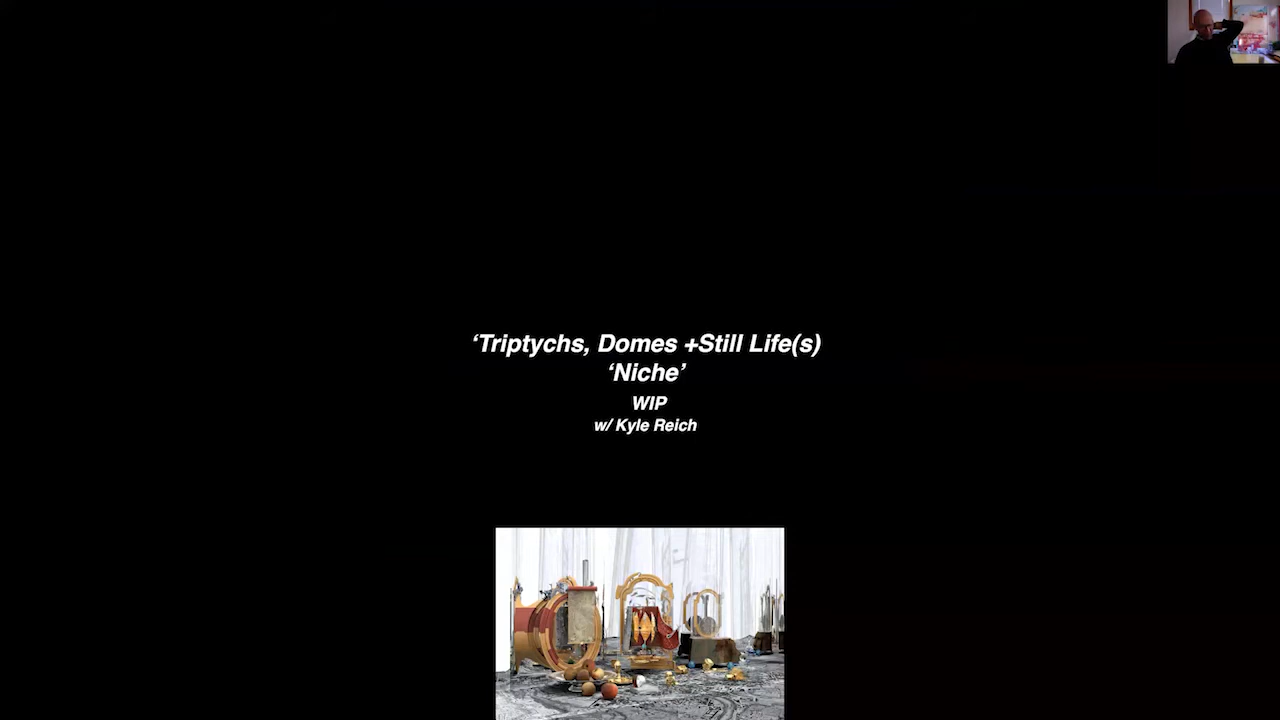 ‘Triptychs, Domes +Still Life(s)
‘Niche’
WIP
w/ Kyle Reich